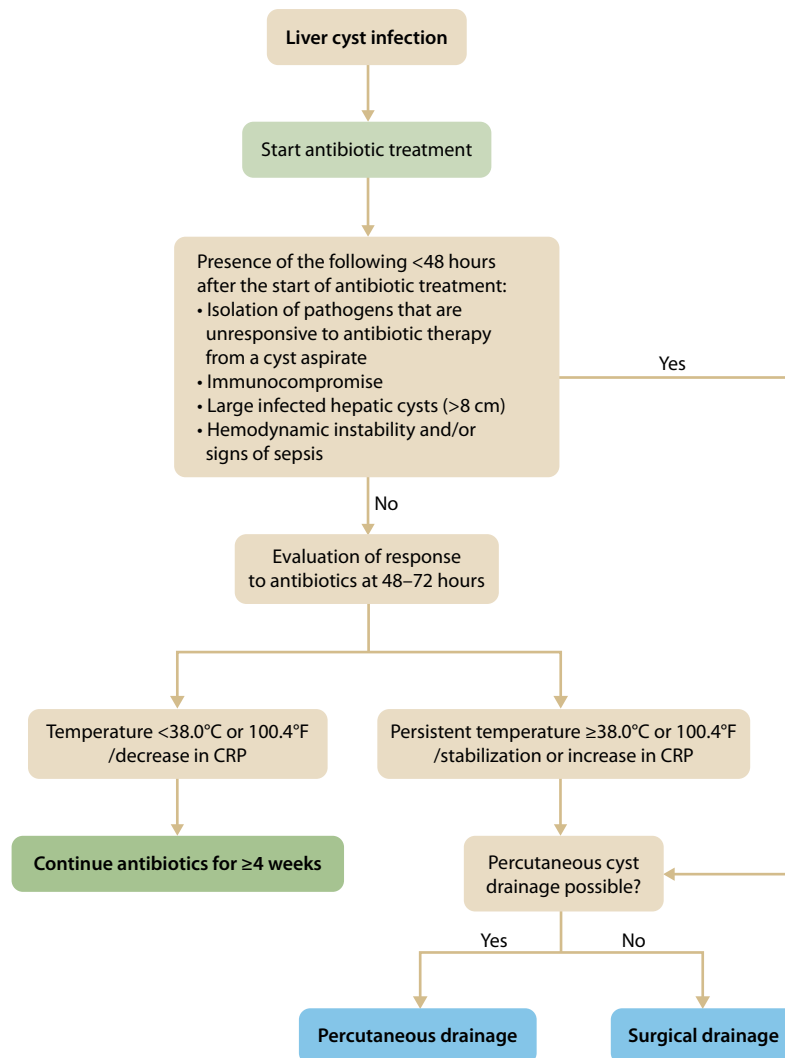 Liver cyst infection
Start antibiotic treatment
Presence of the following <48 hours
after the start of antibiotic treatment:
• Isolation of pathogens that are
unresponsive to antibiotic therapy
from a cyst aspirate
• Immunocompromise
• Large infected hepatic cysts (>8 cm)
• Hemodynamic instability and/or
signs of sepsis
Yes
No
Evaluation of response
to antibiotics at 48–72 hours
Temperature <38.0°C or 100.4°F
/decrease in CRP
Persistent temperature ≥38.0°C or 100.4°F
/stabilization or increase in CRP
Continue antibiotics for ≥4 weeks
Percutaneous cyst
drainage possible?
Yes
No
Percutaneous drainage
Surgical drainage